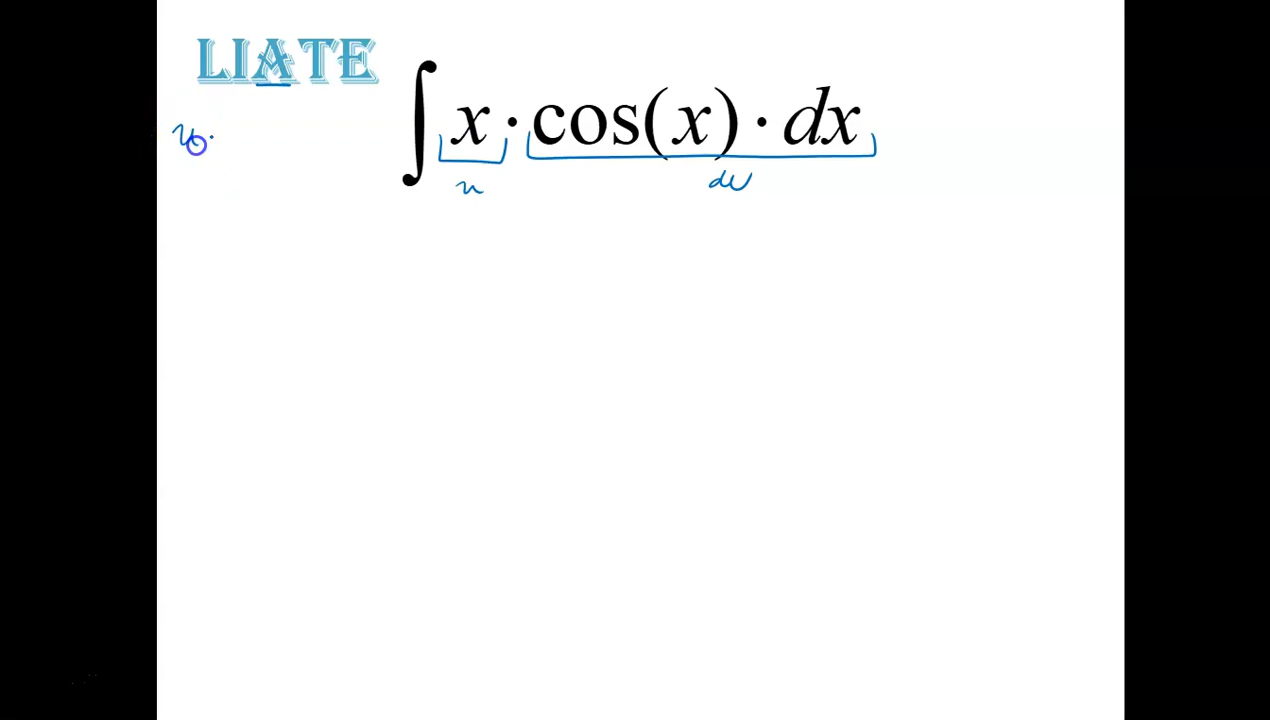 LIATE
∫ x · cos(x) · dx
u dv
u